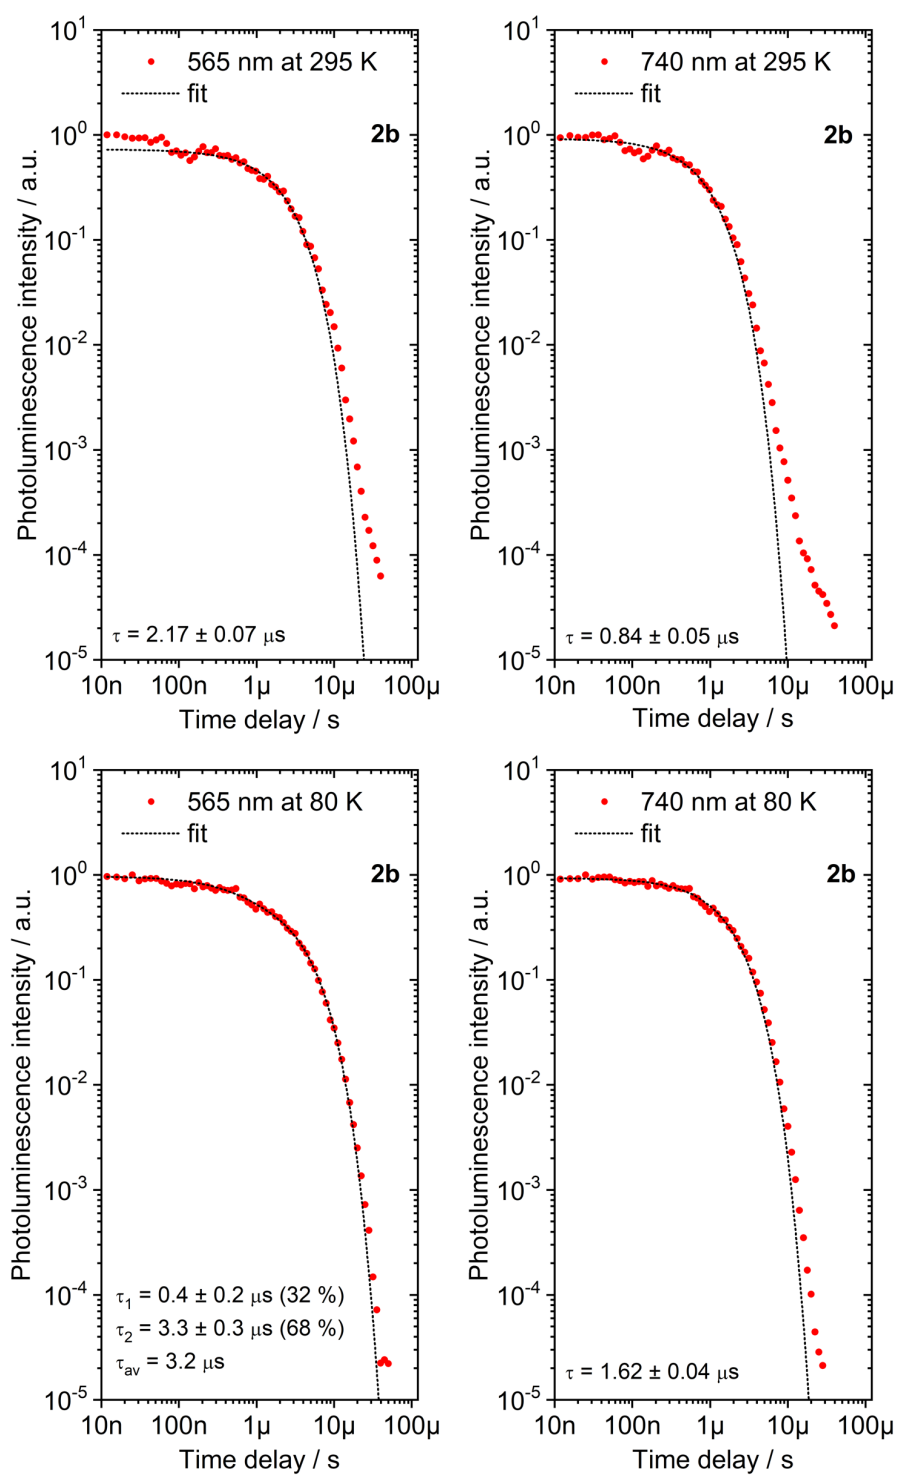 10¹
10⁰
10⁻¹
10⁻²
10⁻³
10⁻⁴
10⁻⁵
Photoluminescence intensity / a.u.
565 nm at 295 K
fit
2b
τ = 2.17 ± 0.07 μs
10n 100n 1μ 10μ 100μ
Time delay / s
10¹
10⁰
10⁻¹
10⁻²
10⁻³
10⁻⁴
10⁻⁵
Photoluminescence intensity / a.u.
740 nm at 295 K
fit
2b
τ = 0.84 ± 0.05 μs
10n 100n 1μ 10μ 100μ
Time delay / s
10¹
10⁰
10⁻¹
10⁻²
10⁻³
10⁻⁴
10⁻⁵
Photoluminescence intensity / a.u.
565 nm at 80 K
fit
2b
τ₁ = 0.4 ± 0.2 μs (32 %)
τ₂ = 3.3 ± 0.3 μs (68 %)
τav = 3.2 μs
10n 100n 1μ 10μ 100μ
Time delay / s
10¹
10⁰
10⁻¹
10⁻²
10⁻³
10⁻⁴
10⁻⁵
Photoluminescence intensity / a.u.
740 nm at 80 K
fit
2b
τ = 1.62 ± 0.04 μs
10n 100n 1μ 10μ 100μ
Time delay / s